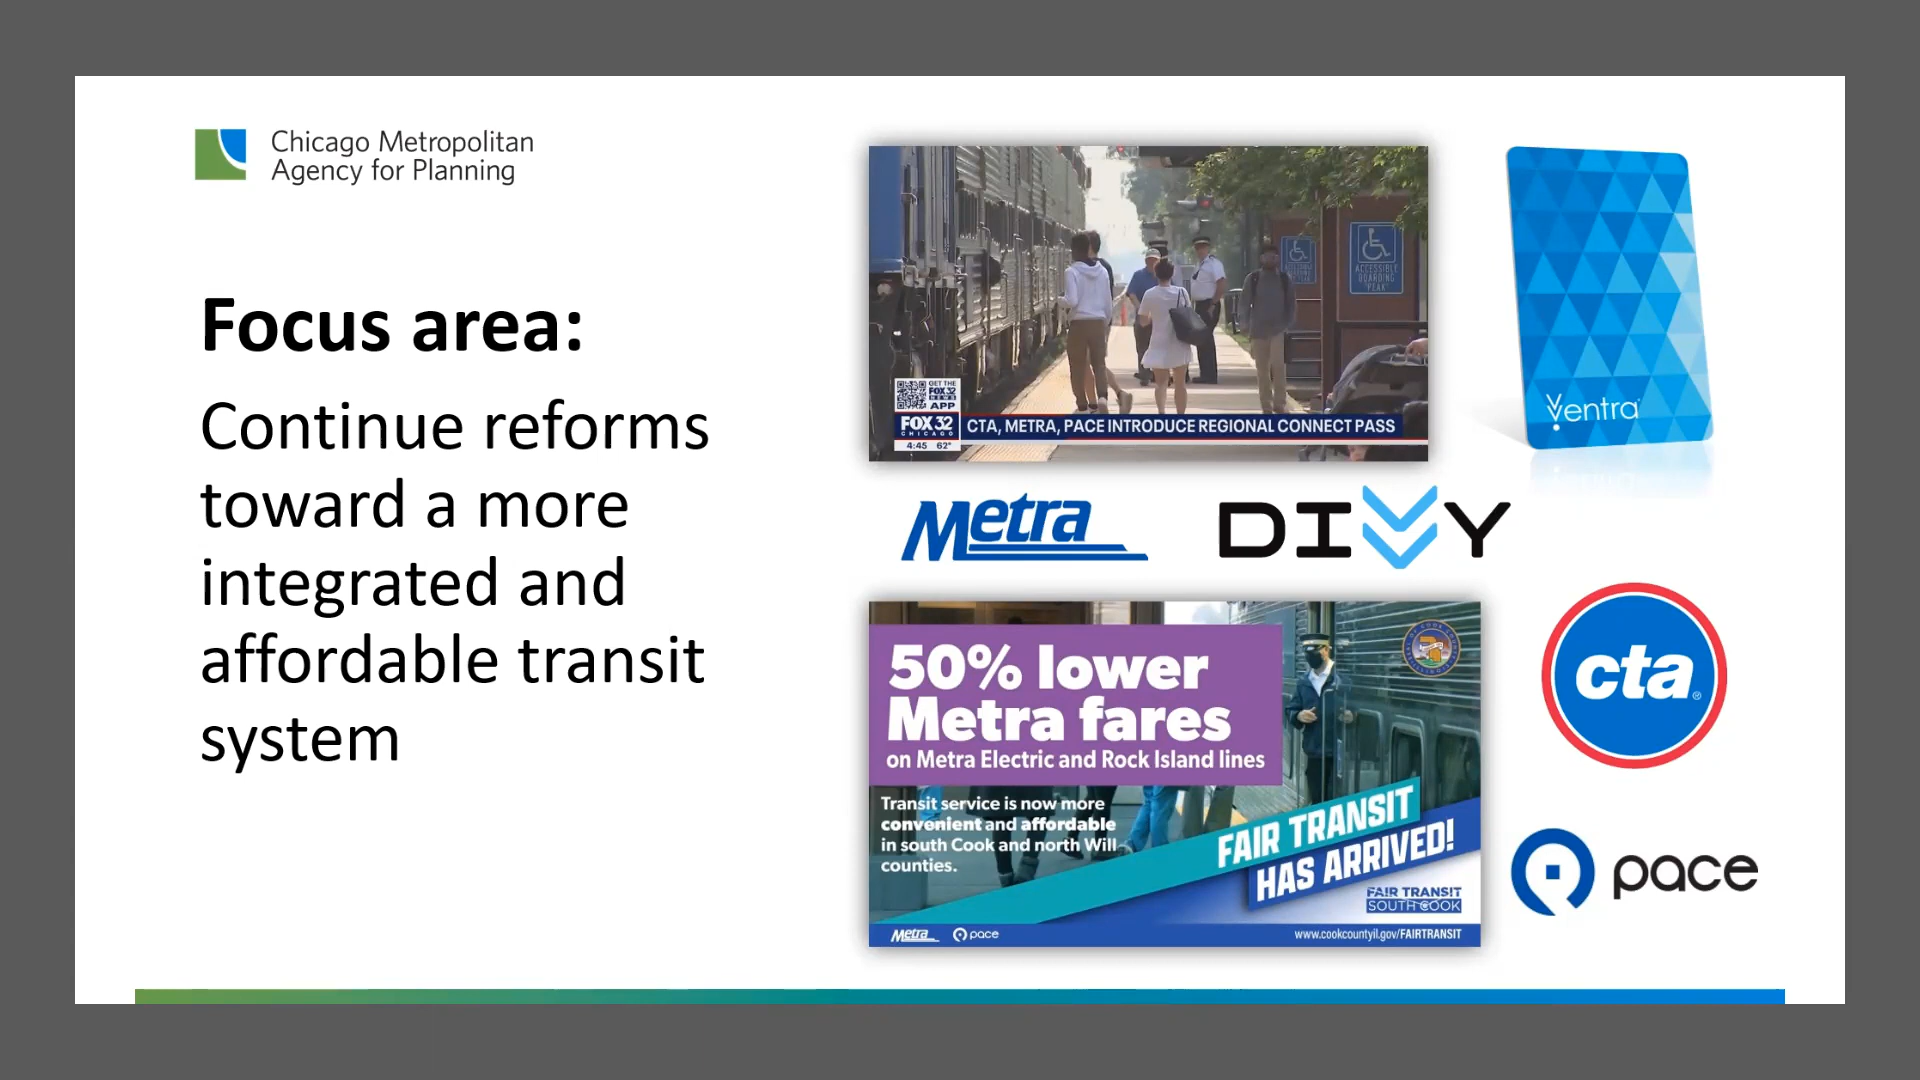 Chicago Metropolitan
Agency for Planning
Focus area:
Continue reforms
toward a more
integrated and
affordable transit
system
ACCESSIBLE
BOARDING
"PEAK"
GET THE
FOX 32
NEWS
APP
FOX 32
CHICAGO
4:45 62°
CTA, METRA, PACE INTRODUCE REGIONAL CONNECT PASS
Ventra
Metra
DIVVY
50% lower
Metra fares
on Metra Electric and Rock Island lines
Transit service is now more
convenient and affordable
in south Cook and north Will
counties.
FAIR TRANSIT
HAS ARRIVED!
FAIR TRANSIT
SOUTH COOK
Metra
pace
www.cookcountyil.gov/FAIRTRANSIT
cta
pace